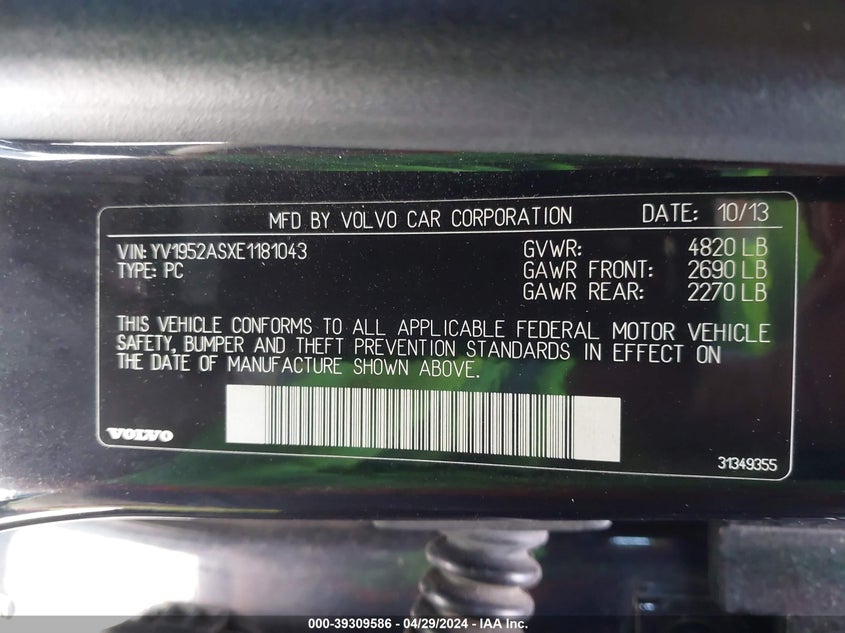 MFD BY VOLVO CAR CORPORATION DATE: 10/13
VIN: YV1952ASXE1181043 GVWR: 4820 LB
TYPE: PC GAWR FRONT: 2690 LB
GAWR REAR: 2270 LB
THIS VEHICLE CONFORMS TO ALL APPLICABLE FEDERAL MOTOR VEHICLE
SAFETY, BUMPER AND THEFT PREVENTION STANDARDS IN EFFECT ON
THE DATE OF MANUFACTURE SHOWN ABOVE.
VOLVO
31349355
000-39309586 - 04/29/2024 - IAA Inc.